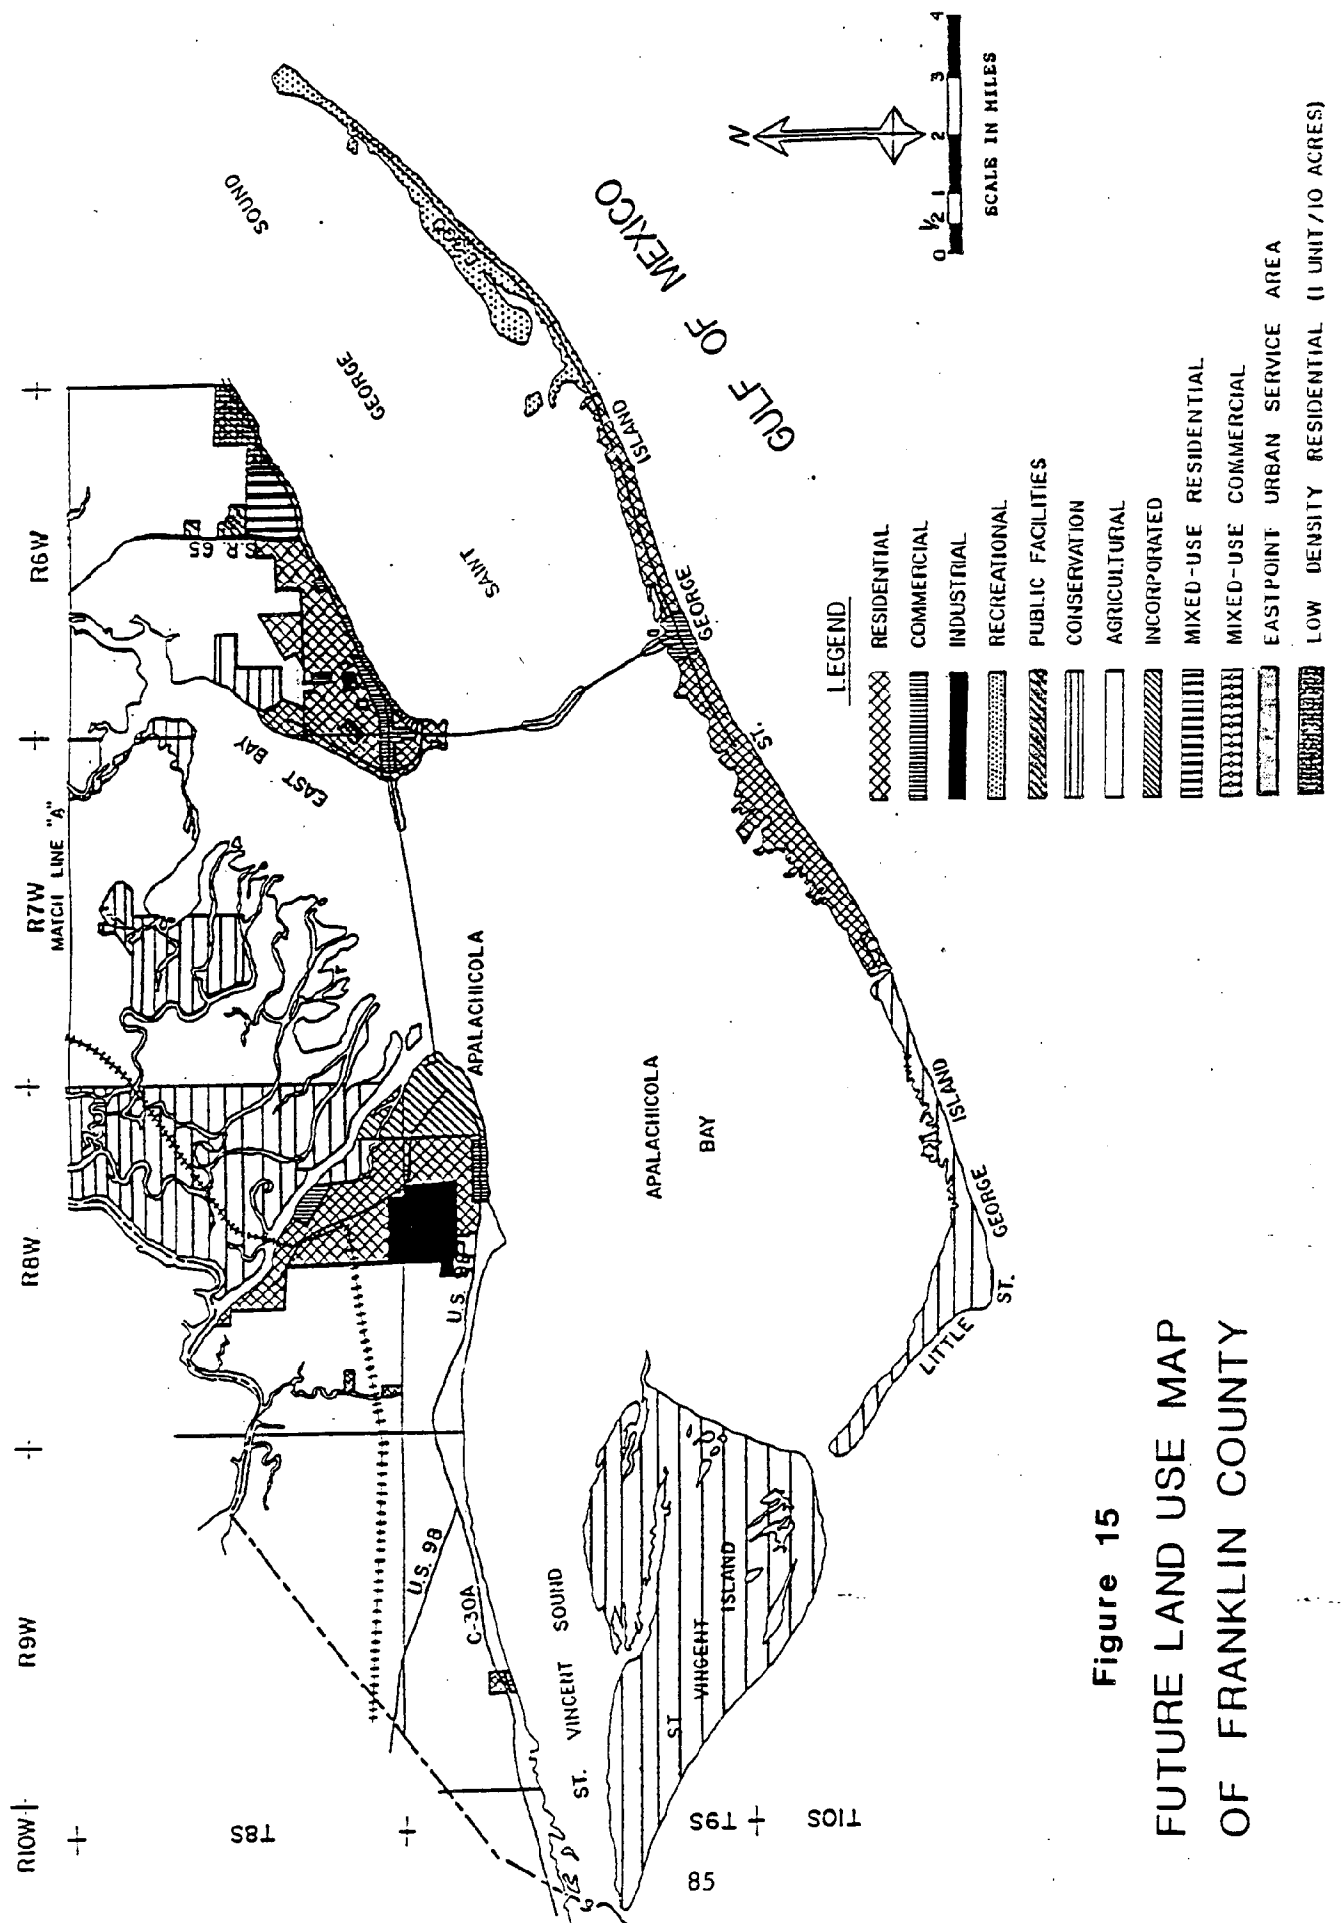 R10W
R9W
R8W
R7W
R6W
MATCH LINE "A"
T8S
T9S
T10S
S.R. 65
EAST BAY
SOUND
GEORGE
SAINT
GULF OF MEXICO
APALACHICOLA
APALACHICOLA
BAY
U.S. 98
U.S. 98
C-30A
ST. VINCENT SOUND
ST. VINCENT
ISLAND
LITTLE
ST.
GEORGE
ISLAND
ST.
GEORGE
ISLAND
N
0 1/2 1 2 3 4
SCALE IN MILES
LEGEND
RESIDENTIAL
COMMERCIAL
INDUSTRIAL
RECREATIONAL
PUBLIC FACILITIES
CONSERVATION
AGRICULTURAL
INCORPORATED
MIXED-USE RESIDENTIAL
MIXED-USE COMMERCIAL
EASTPOINT URBAN SERVICE AREA
LOW DENSITY RESIDENTIAL (1 UNIT/10 ACRES)
Figure 15
FUTURE LAND USE MAP
OF FRANKLIN COUNTY
85